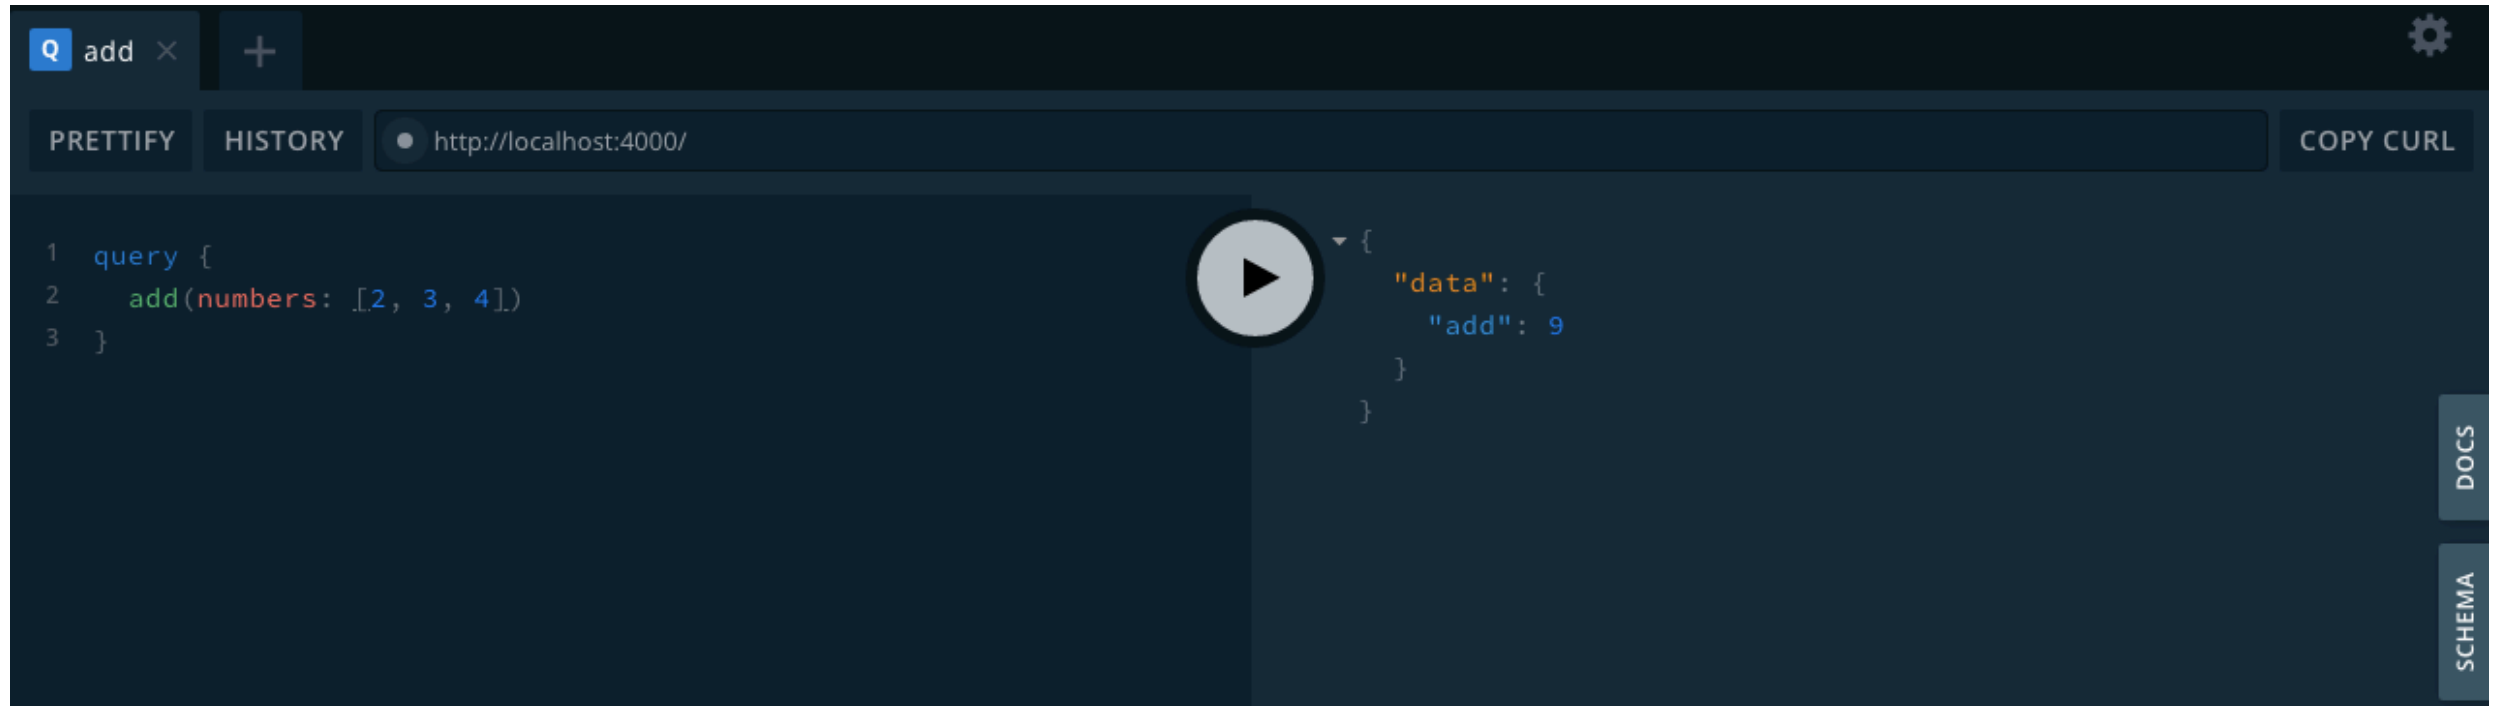 Q add × +
PRETTIFY HISTORY http://localhost:4000/ COPY CURL
1 query {
2   add(numbers: [2, 3, 4])
3 }
{
  "data": {
    "add": 9
  }
}
DOCS
SCHEMA